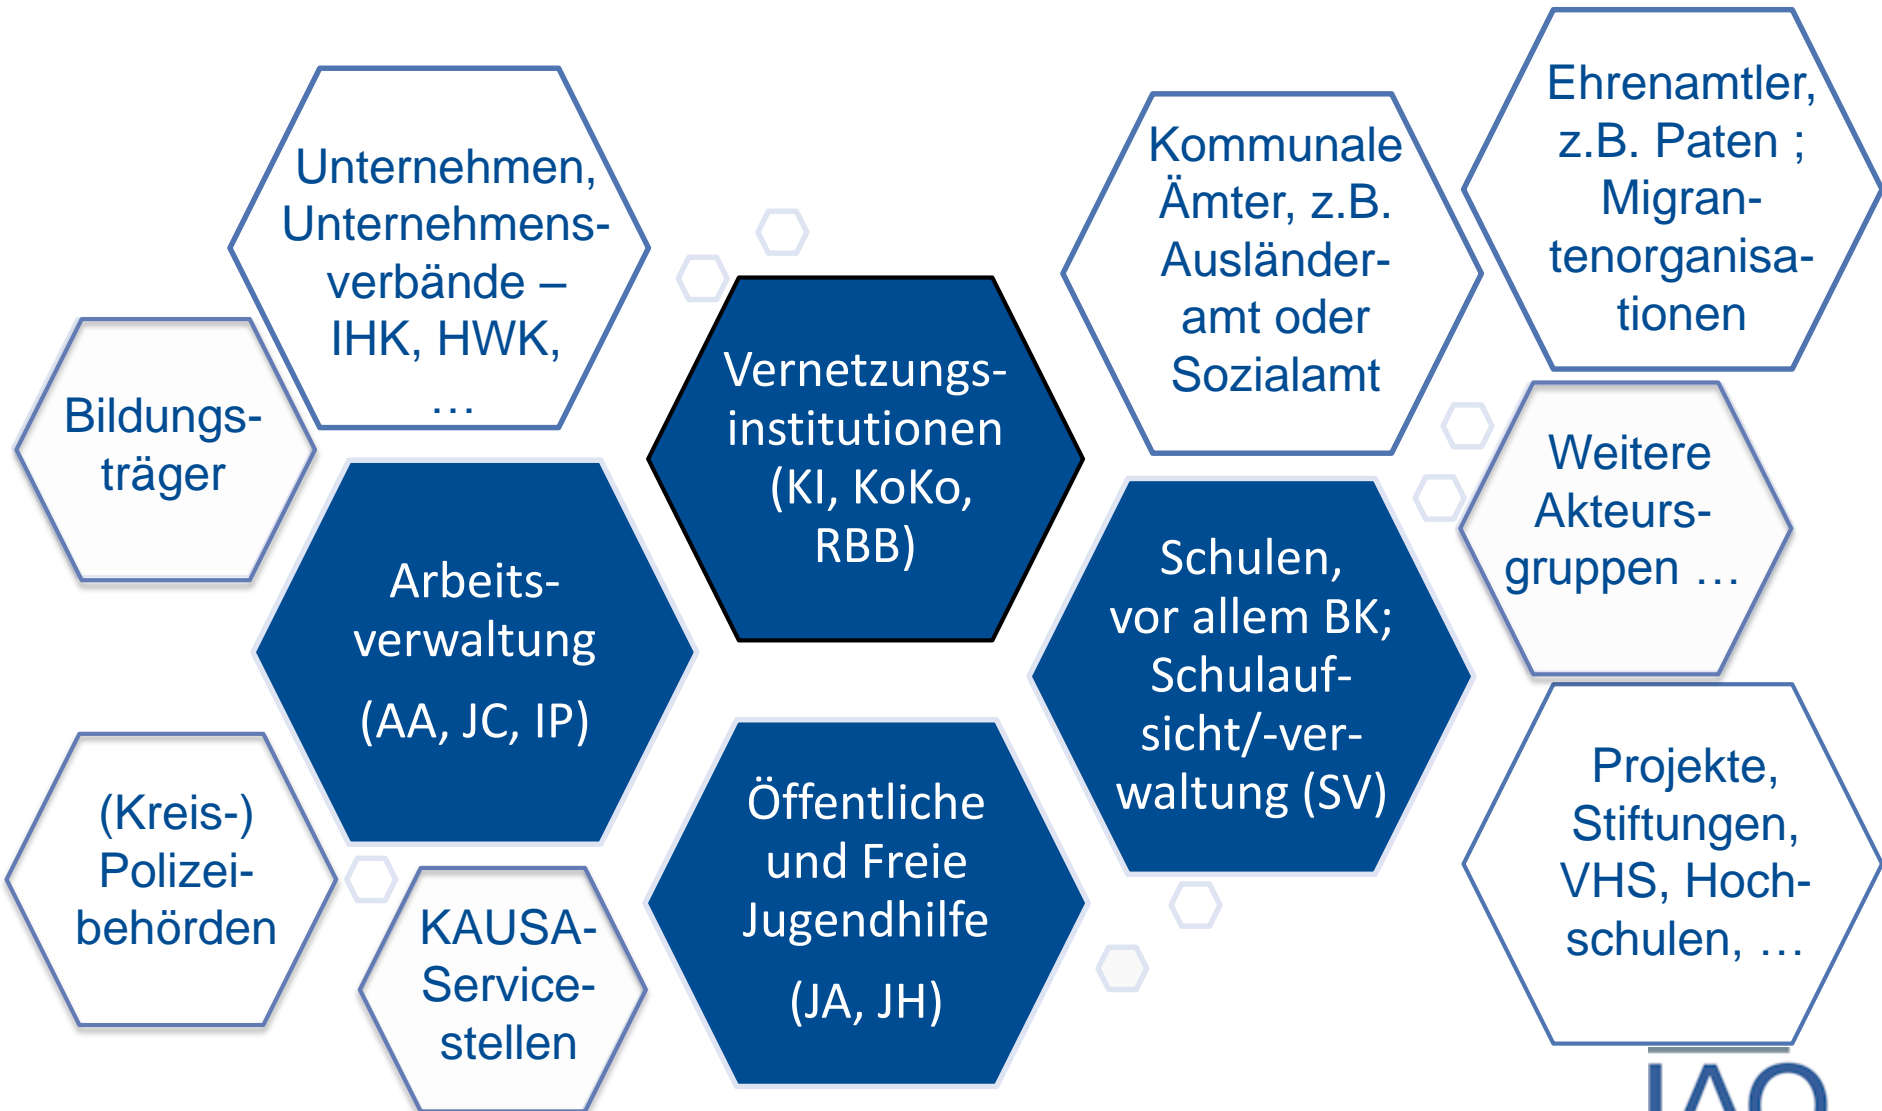 Unternehmen,
Unternehmens-
verbände –
IHK, HWK,
…
Bildungs-
träger
Vernetzungs-
institutionen
(KI, KoKo,
RBB)
Kommunale
Ämter, z.B.
Ausländer-
amt oder
Sozialamt
Ehrenamtler,
z.B. Paten ;
Migran-
tenorganisa-
tionen
Weitere
Akteurs-
gruppen …
Arbeits-
verwaltung
(AA, JC, IP)
Schulen,
vor allem BK;
Schulauf-
sicht/-ver-
waltung (SV)
(Kreis-)
Polizei-
behörden
KAUSA-
Service-
stellen
Öffentliche
und Freie
Jugendhilfe
(JA, JH)
Projekte,
Stiftungen,
VHS, Hoch-
schulen, …
IAQ